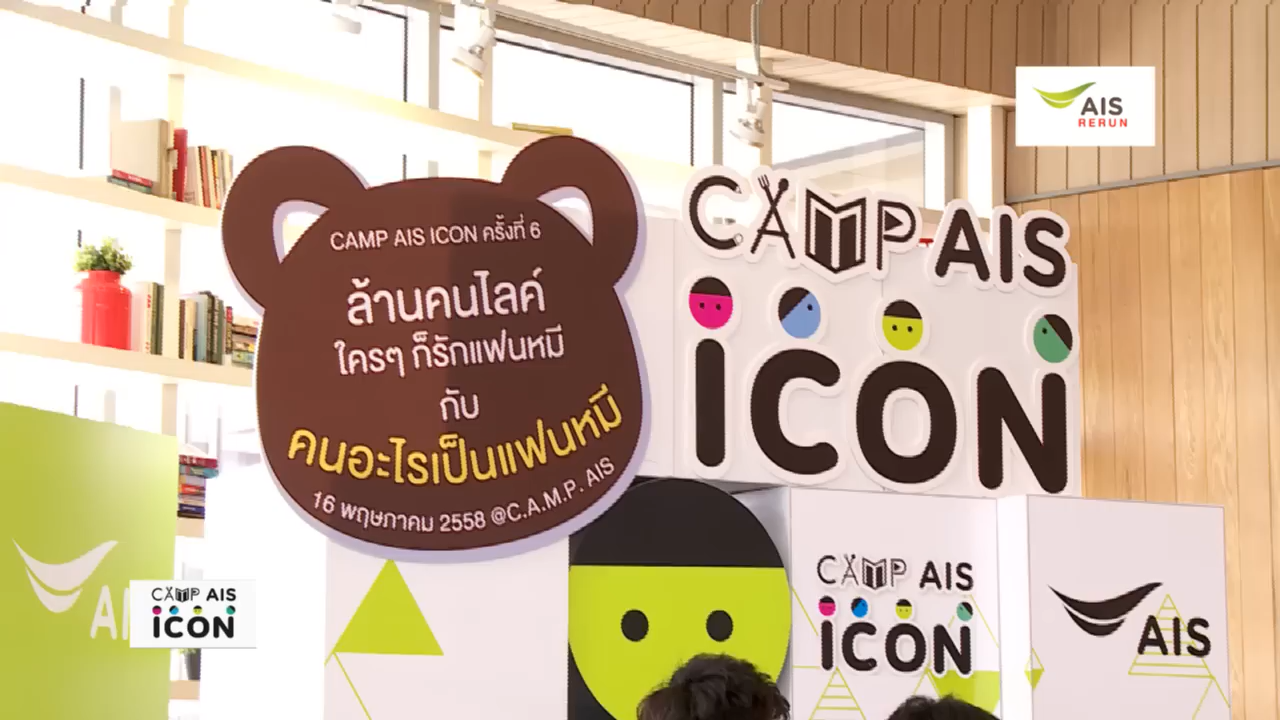 AIS
RERUN
CAMP AIS ICON ครั้งที่ 6
ล้านคนไลค์
ใครๆ ก็รักแฟนหมี
กับ
คนอะไรเป็นแฟนหมี
16 พฤษภาคม 2558 @C.A.M.P. AIS
CAMP AIS
ICON
CAMP AIS
ICON
AIS
CAMP AIS
ICON